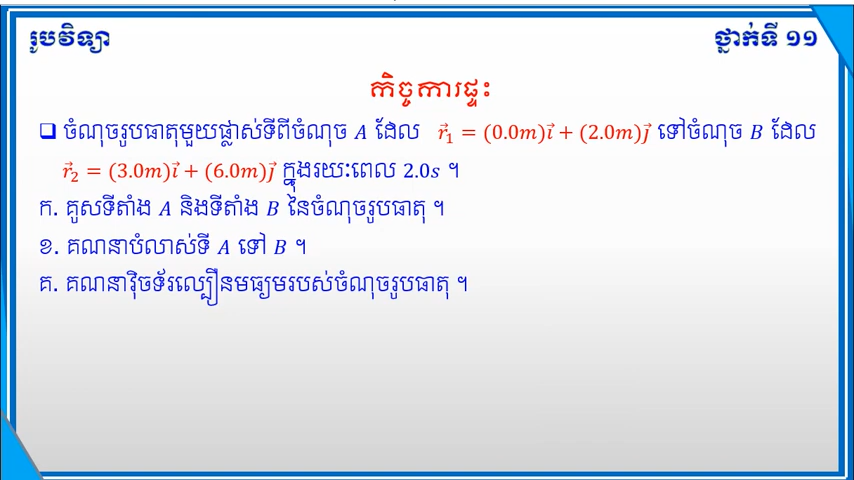 រូបវិទ្យា
ថ្នាក់ទី ១១
កិច្ចការផ្ទះ
❑ ចំណុចរូបធាតុមួយផ្លាស់ទីពីចំណុច A ដែល r⃗₁ = (0.0m)i⃗ + (2.0m)j⃗ ទៅចំណុច B ដែល
r⃗₂ = (3.0m)i⃗ + (6.0m)j⃗ ក្នុងរយៈពេល 2.0s ។
ក. គូសទីតាំង A និងទីតាំង B នៃចំណុចរូបធាតុ ។
ខ. គណនាបំលាស់ទី A ទៅ B ។
គ. គណនាវ៉ិចទ័រល្បឿនមធ្យមរបស់ចំណុចរូបធាតុ ។